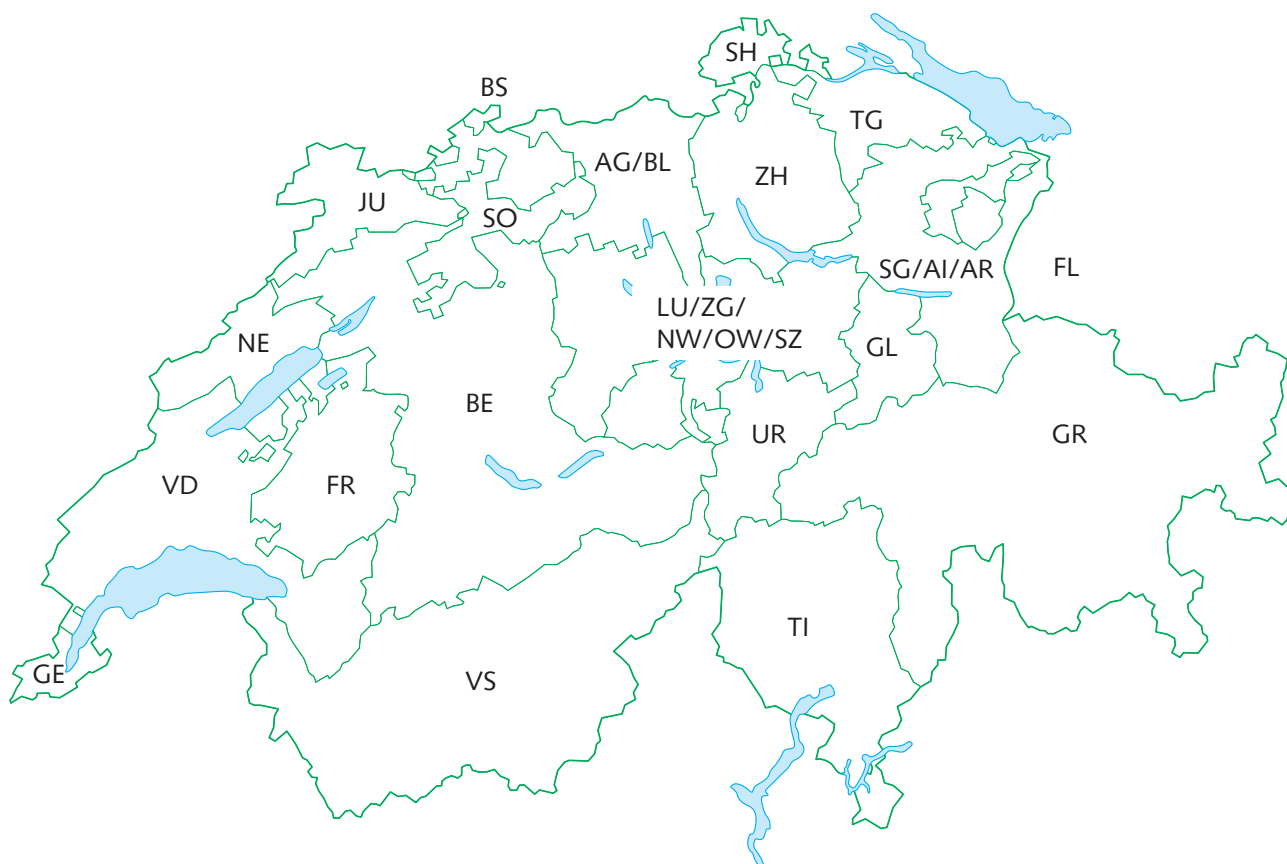 SH
BS
TG
AG/BL
ZH
JU
SO
SG/AI/AR
FL
LU/ZG/
NW/OW/SZ
NE
GL
BE
UR
GR
VD
FR
TI
GE
VS